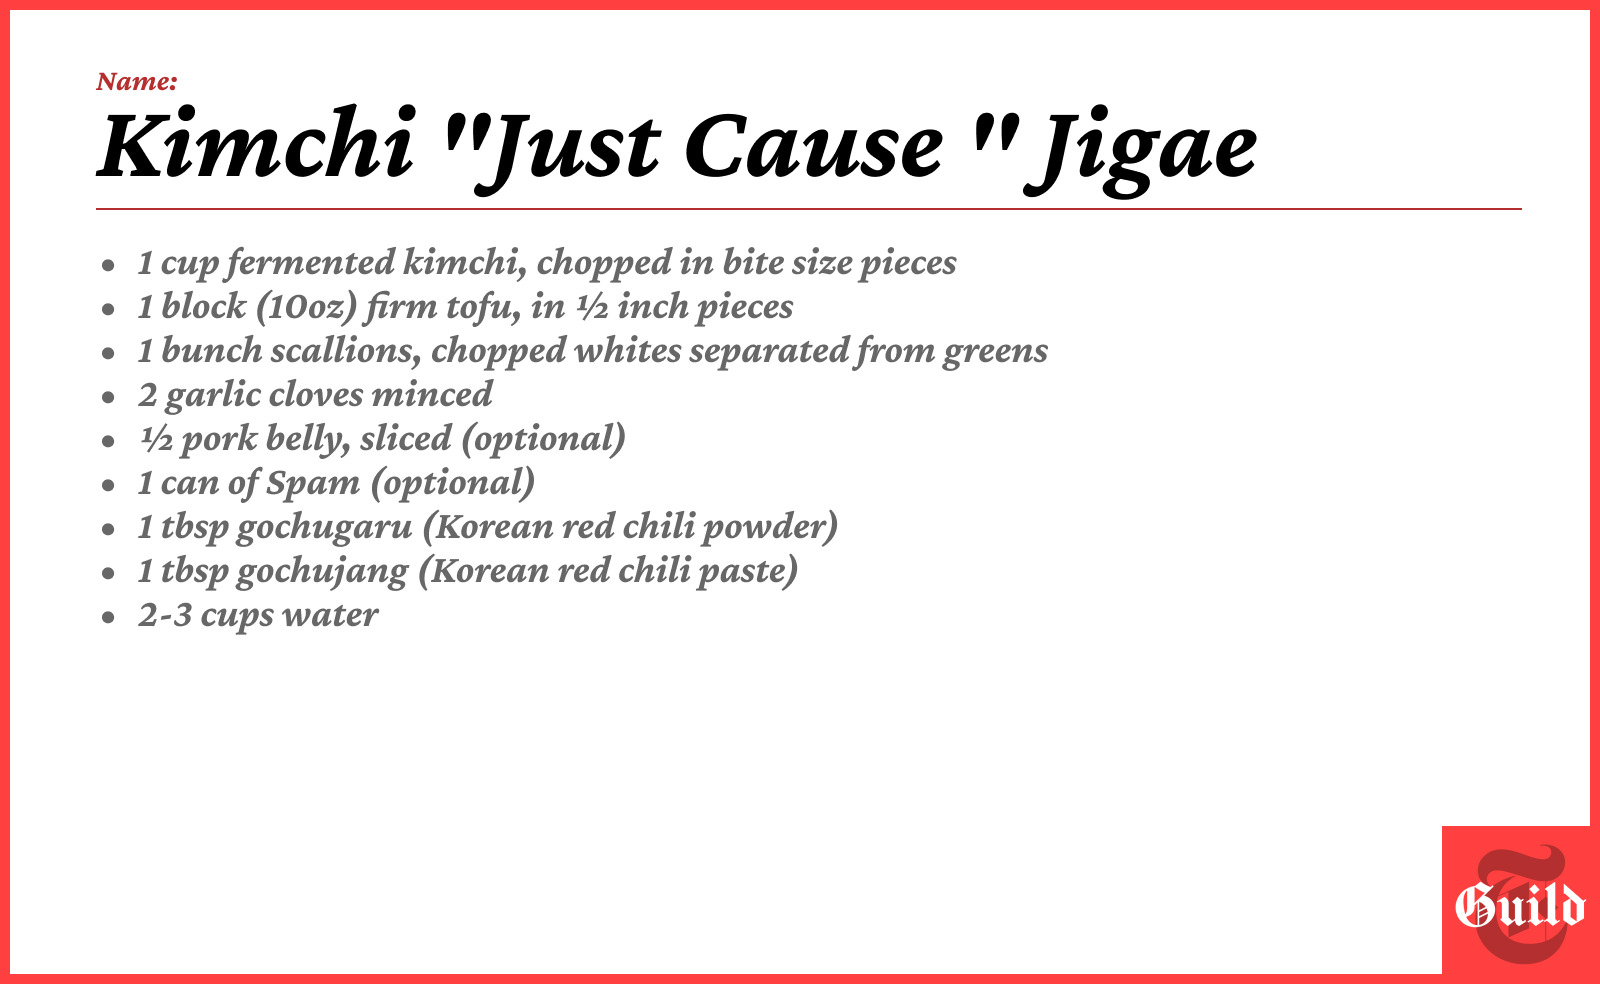 Name:
Kimchi "Just Cause " Jigae
• 1 cup fermented kimchi, chopped in bite size pieces
• 1 block (10oz) firm tofu, in ½ inch pieces
• 1 bunch scallions, chopped whites separated from greens
• 2 garlic cloves minced
• ½ pork belly, sliced (optional)
• 1 can of Spam (optional)
• 1 tbsp gochugaru (Korean red chili powder)
• 1 tbsp gochujang (Korean red chili paste)
• 2-3 cups water
T
Guild